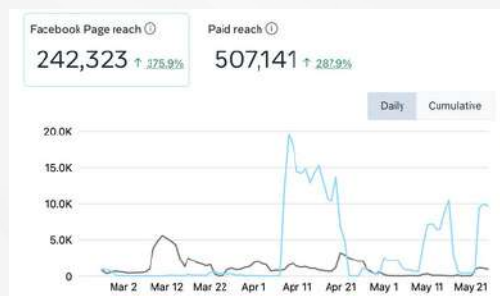 Facebook Page reach
Paid reach
242,323 ↑ 375.9%
507,141 ↑ 287.9%
Daily
Cumulative
20.0K
15.0K
10.0K
5.0K
0
Mar 2 Mar 12 Mar 22 Apr 1 Apr 11 Apr 21 May 1 May 11 May 21